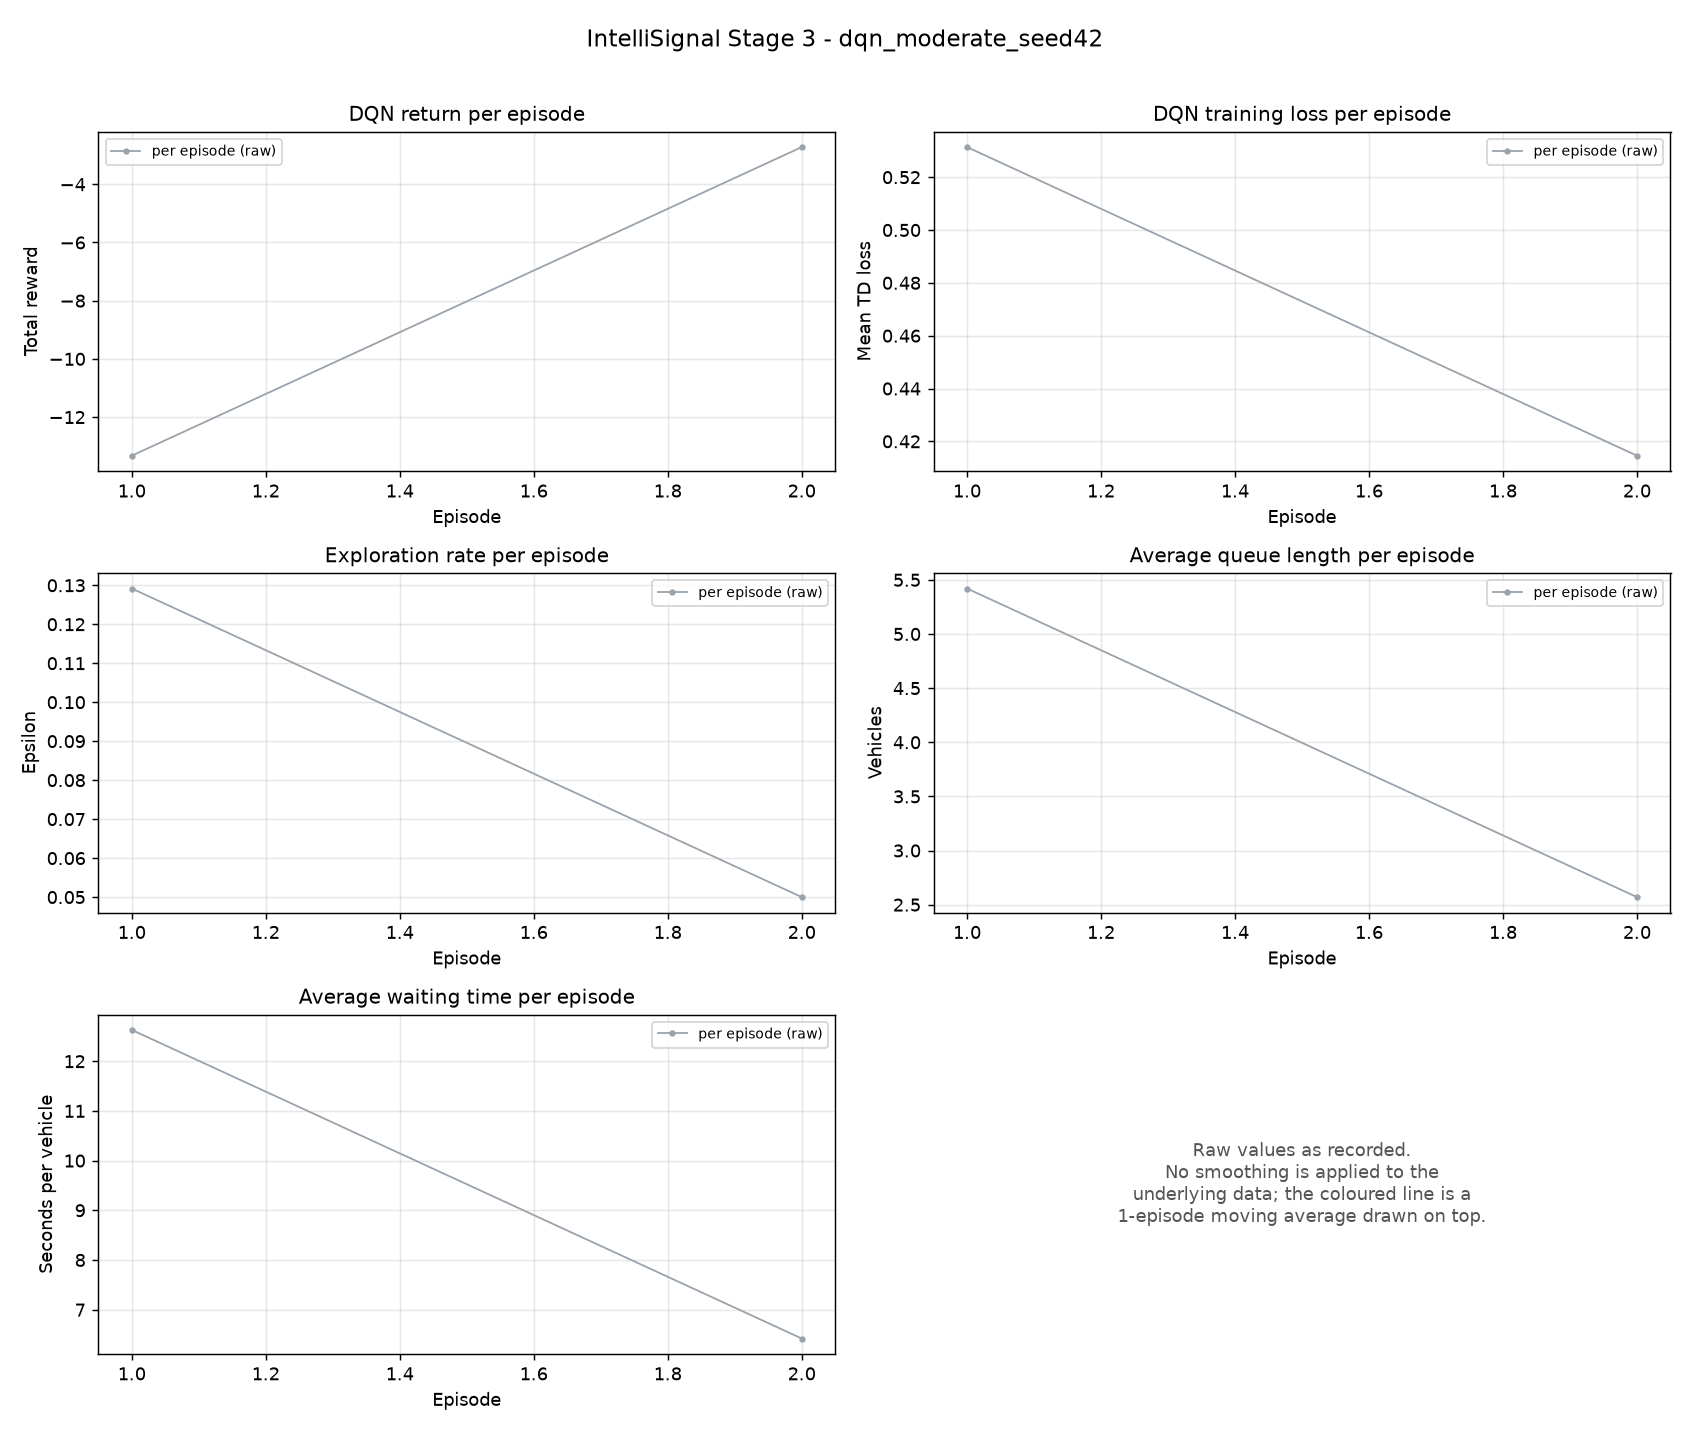 IntelliSignal Stage 3 - dqn_moderate_seed42
DQN return per episode
per episode (raw)
Total reward
−4
−6
−8
−10
−12
1.0 1.2 1.4 1.6 1.8 2.0
Episode
DQN training loss per episode
per episode (raw)
Mean TD loss
0.52
0.50
0.48
0.46
0.44
0.42
1.0 1.2 1.4 1.6 1.8 2.0
Episode
Exploration rate per episode
per episode (raw)
Epsilon
0.13
0.12
0.11
0.10
0.09
0.08
0.07
0.06
0.05
1.0 1.2 1.4 1.6 1.8 2.0
Episode
Average queue length per episode
per episode (raw)
Vehicles
5.5
5.0
4.5
4.0
3.5
3.0
2.5
1.0 1.2 1.4 1.6 1.8 2.0
Episode
Average waiting time per episode
per episode (raw)
Seconds per vehicle
12
11
10
9
8
7
1.0 1.2 1.4 1.6 1.8 2.0
Episode
Raw values as recorded.
No smoothing is applied to the
underlying data; the coloured line is a
1-episode moving average drawn on top.